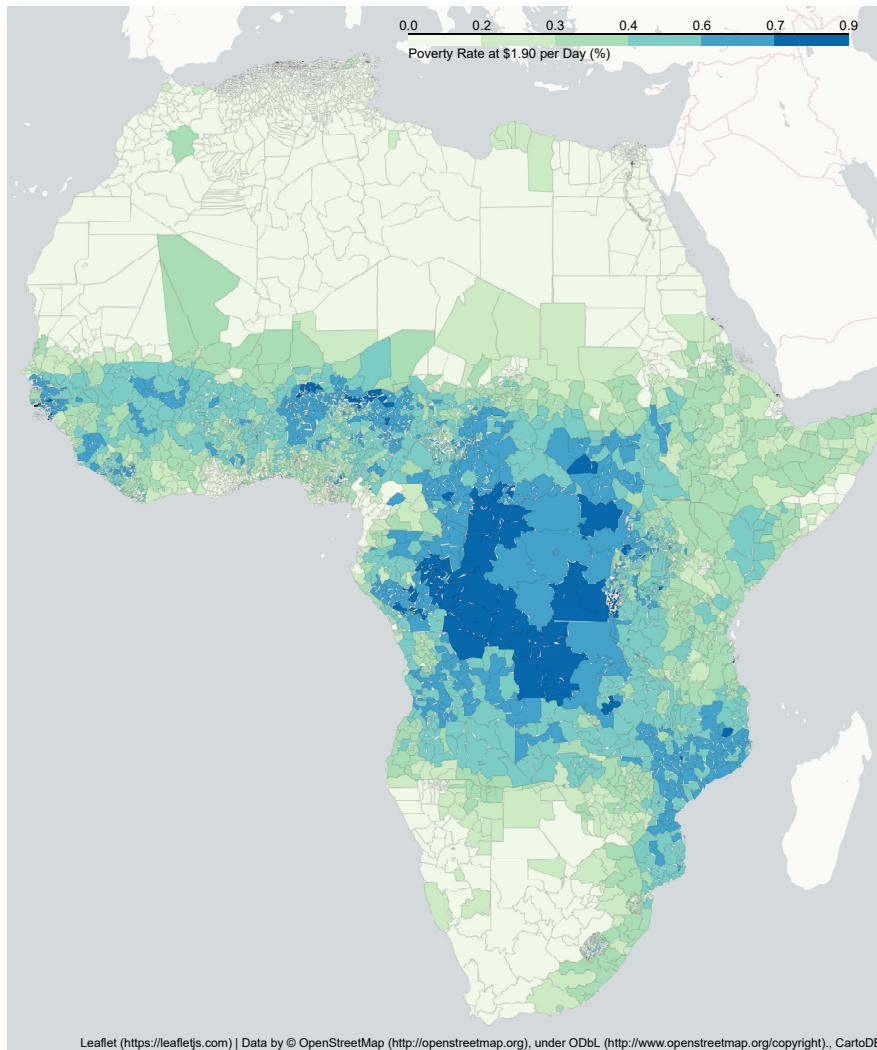 0.0 0.2 0.3 0.4 0.6 0.7 0.9
Poverty Rate at $1.90 per Day (%)
Leaflet (https://leafletjs.com) | Data by © OpenStreetMap (http://openstreetmap.org), under ODbL (http://www.openstreetmap.org/copyright)., CartoDB